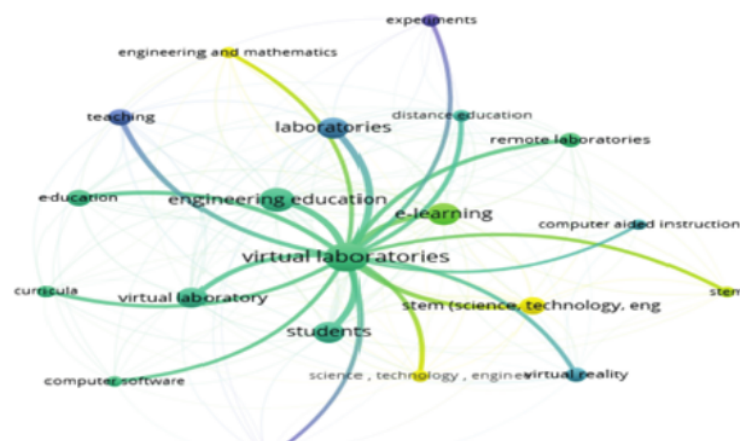 experiments
engineering and mathematics
teaching
distance education
laboratories
remote laboratories
education
engineering education
e-learning
computer aided instruction
virtual laboratories
curricula
virtual laboratory
stem
stem (science, technology, eng
students
science , technology , enginee
virtual reality
computer software